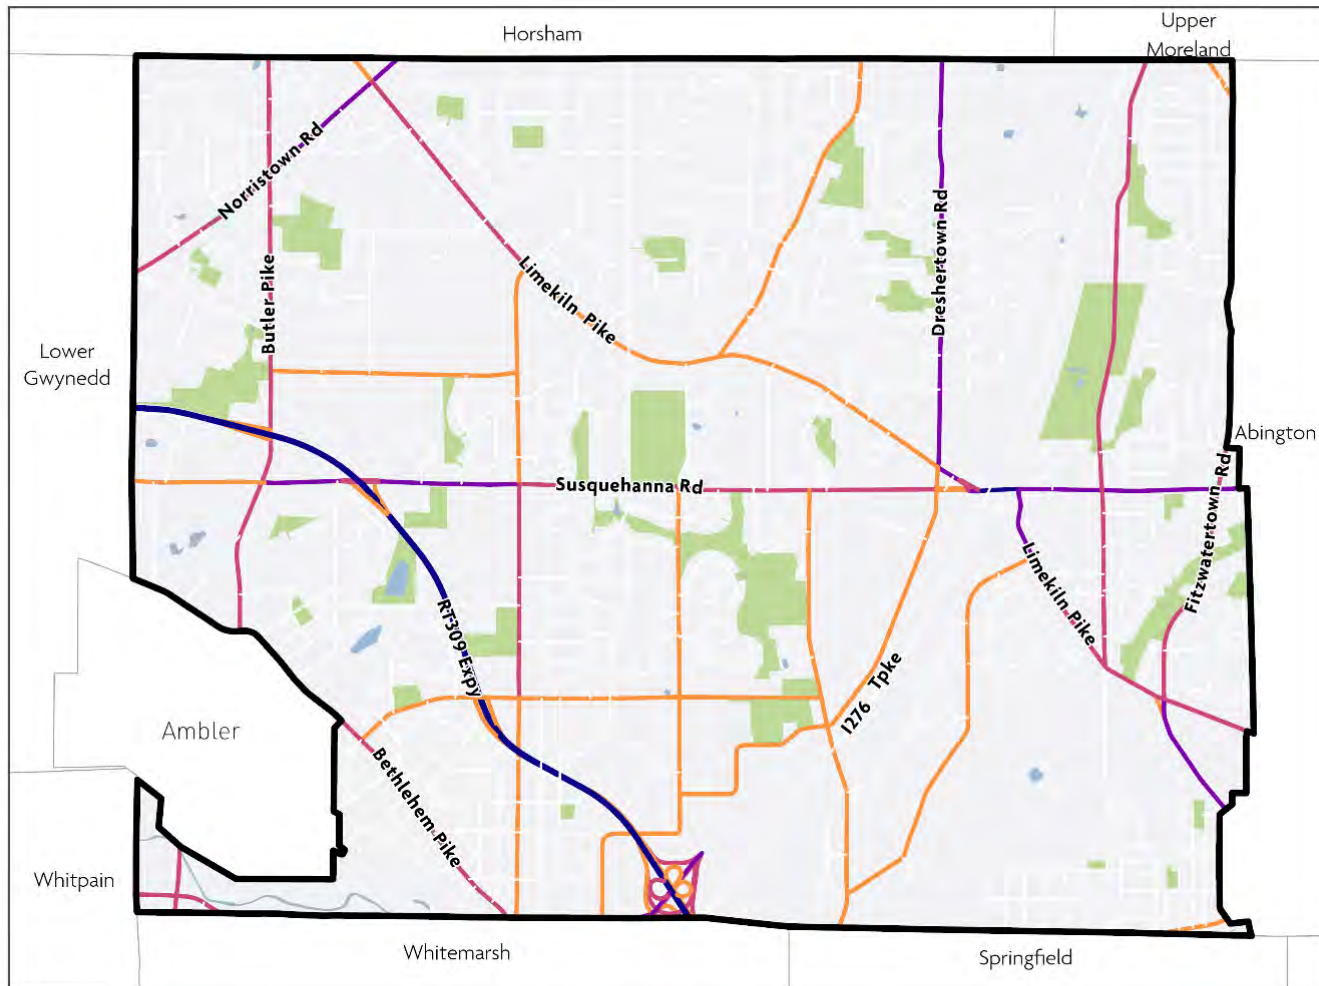 Horsham
Upper
Moreland
Norristown Rd
Butler Pike
Limekiln Pike
Dreshertown Rd
Lower
Gwynedd
Abington
Susquehanna Rd
Fitzwatertown Rd
Limekiln Pike
RT309 Expy
I276 Tpke
Ambler
Bethlehem Pike
Whitpain
Whitemarsh
Springfield